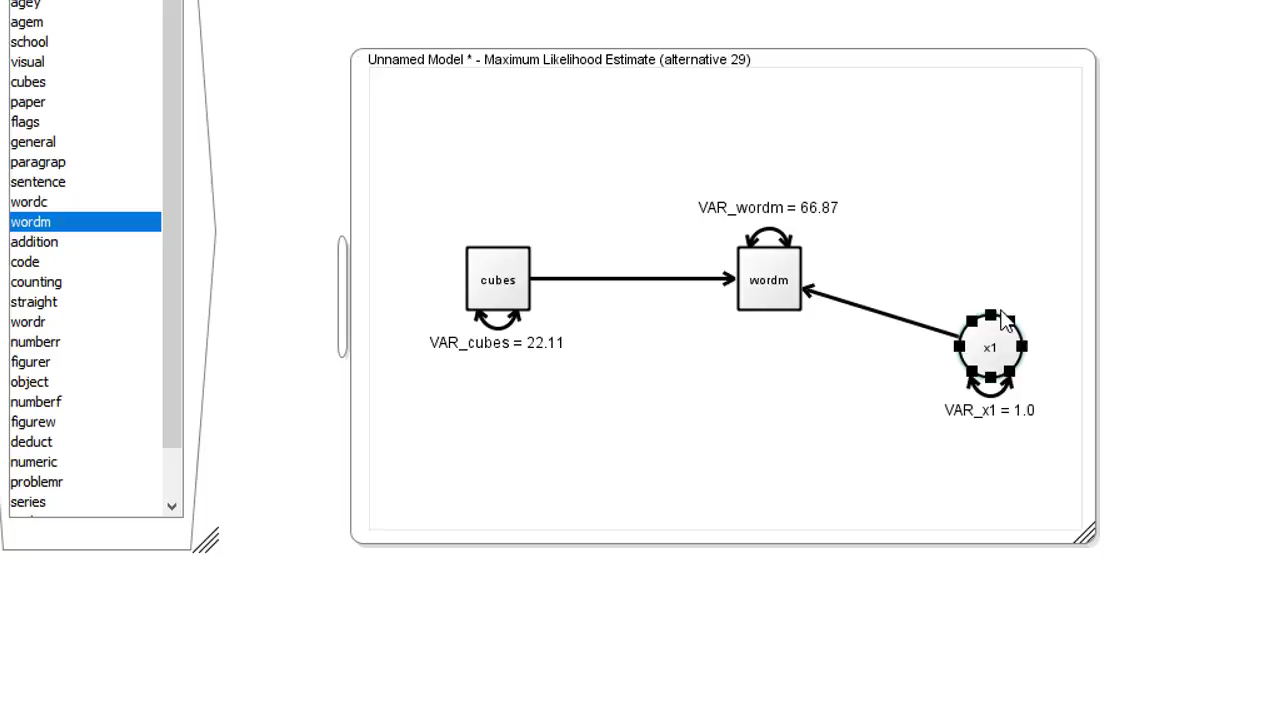 agey
agem
school
visual
cubes
paper
flags
general
paragrap
sentence
wordc
wordm
addition
code
counting
straight
wordr
numberr
figurer
object
numberf
figurew
deduct
numeric
problemr
series
Unnamed Model * - Maximum Likelihood Estimate (alternative 29)
VAR_wordm = 66.87
cubes
wordm
VAR_cubes = 22.11
x1
VAR_x1 = 1.0